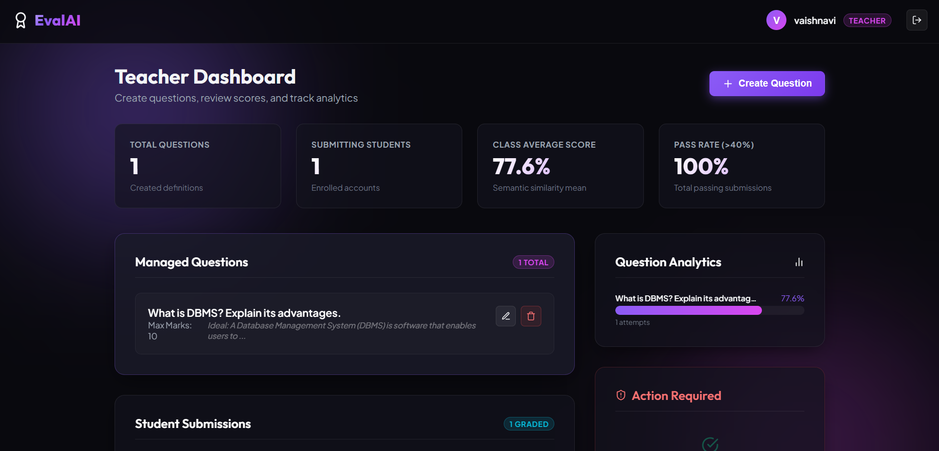 EvalAI
V vaishnavi TEACHER
Teacher Dashboard
Create questions, review scores, and track analytics
Create Question
TOTAL QUESTIONS
1
Created definitions
SUBMITTING STUDENTS
1
Enrolled accounts
CLASS AVERAGE SCORE
77.6%
Semantic similarity mean
PASS RATE (>40%)
100%
Total passing submissions
Managed Questions
1 TOTAL
What is DBMS? Explain its advantages.
Max Marks:
10
Ideal: A Database Management System (DBMS) is software that enables
users to ...
Question Analytics
What is DBMS? Explain its advantag...
77.6%
1 attempts
Student Submissions
1 GRADED
Action Required